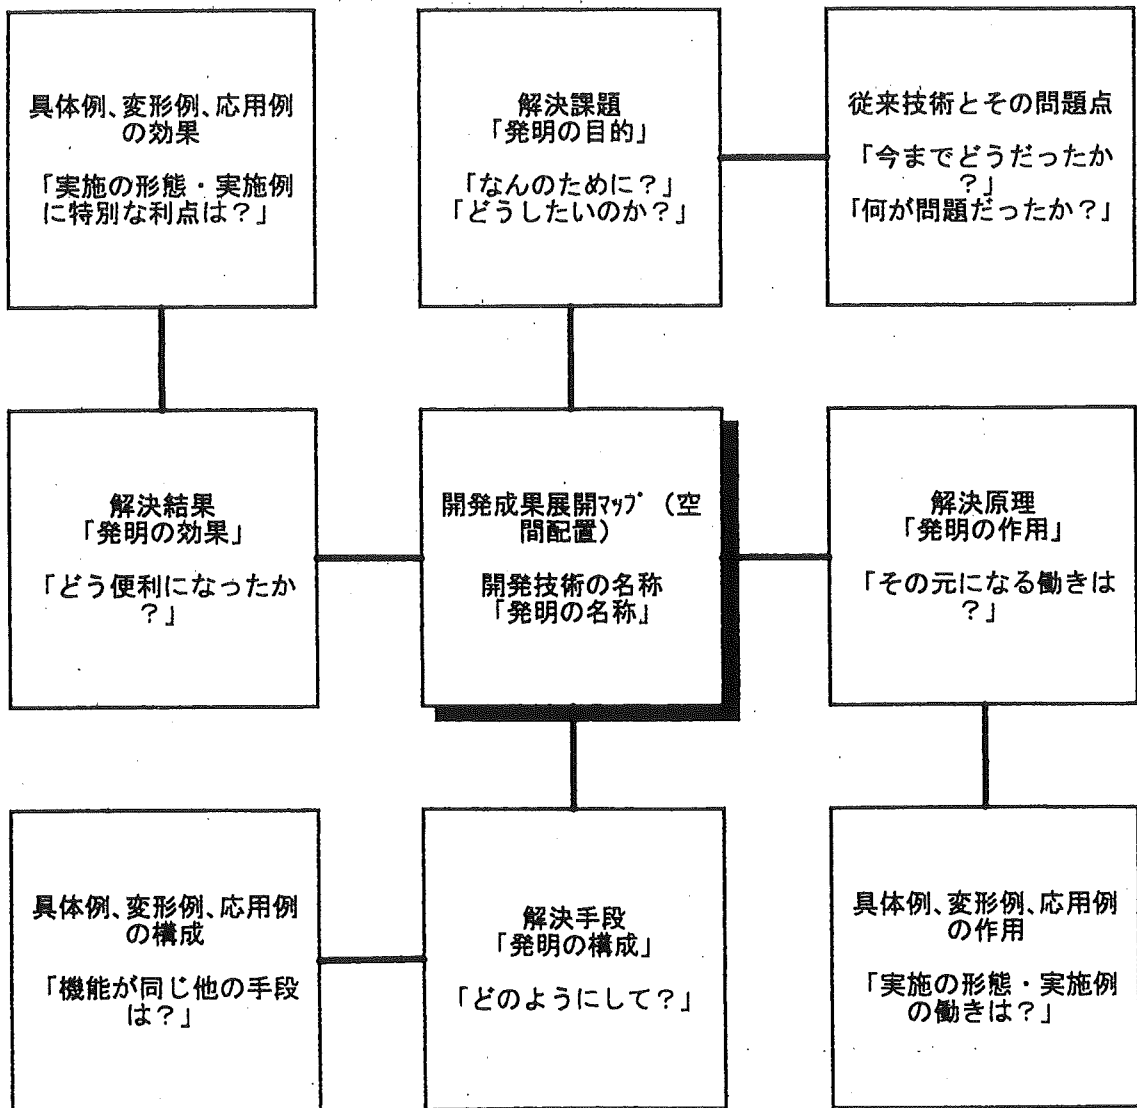 具体例、変形例、応用例
の効果
「実施の形態・実施例
に特別な利点は？」
解決課題
「発明の目的」
「なんのために？」
「どうしたいのか？」
従来技術とその問題点
「今までどうだったか
？」
「何が問題だったか？」
解決結果
「発明の効果」
「どう便利になったか
？」
開発成果展開ﾏｯﾌﾟ（空
間配置）
開発技術の名称
「発明の名称」
解決原理
「発明の作用」
「その元になる働きは
？」
具体例、変形例、応用例
の構成
「機能が同じ他の手段
は？」
解決手段
「発明の構成」
「どのようにして？」
具体例、変形例、応用例
の作用
「実施の形態・実施例
の働きは？」